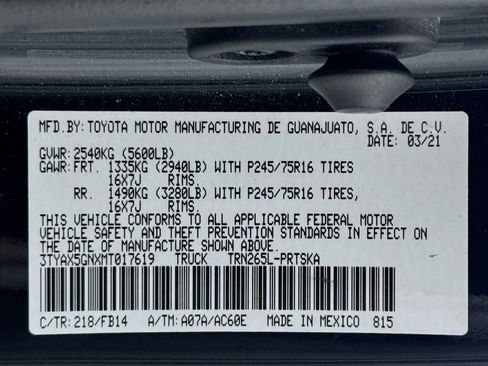 MFD.BY:TOYOTA MOTOR MANUFACTURING DE GUANAJUATO, S.A. DE C.V.
DATE: 03/21
GVWR:2540KG (5600LB)
GAWR:FRT. 1335KG (2940LB) WITH P245/75R16 TIRES
16X7J RIMS,
RR. 1490KG (3280LB) WITH P245/75R16 TIRES,
16X7J RIMS.
THIS VEHICLE CONFORMS TO ALL APPLICABLE FEDERAL MOTOR
VEHICLE SAFETY AND THEFT PREVENTION STANDARDS IN EFFECT
ON THE DATE OF MANUFACTURE SHOWN ABOVE.
3TYAX5GNXMT017619 TRUCK TRN265L-PRTSKA
C/TR:218/FB14 A/TM:A07A/AC60E MADE IN MEXICO 815